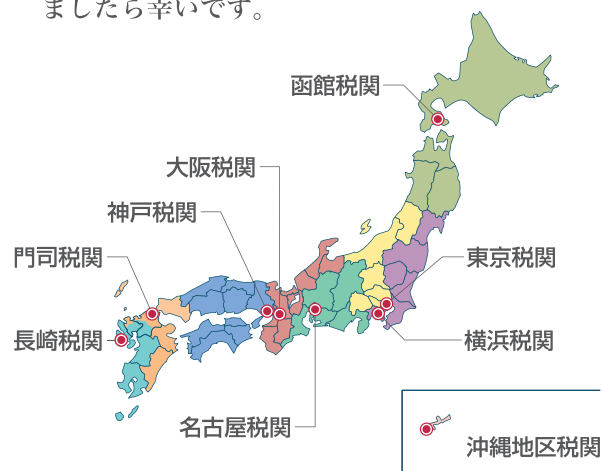 ましたら幸いです。
函館税関
大阪税関
神戸税関
門司税関
東京税関
長崎税関
横浜税関
名古屋税関
沖縄地区税関